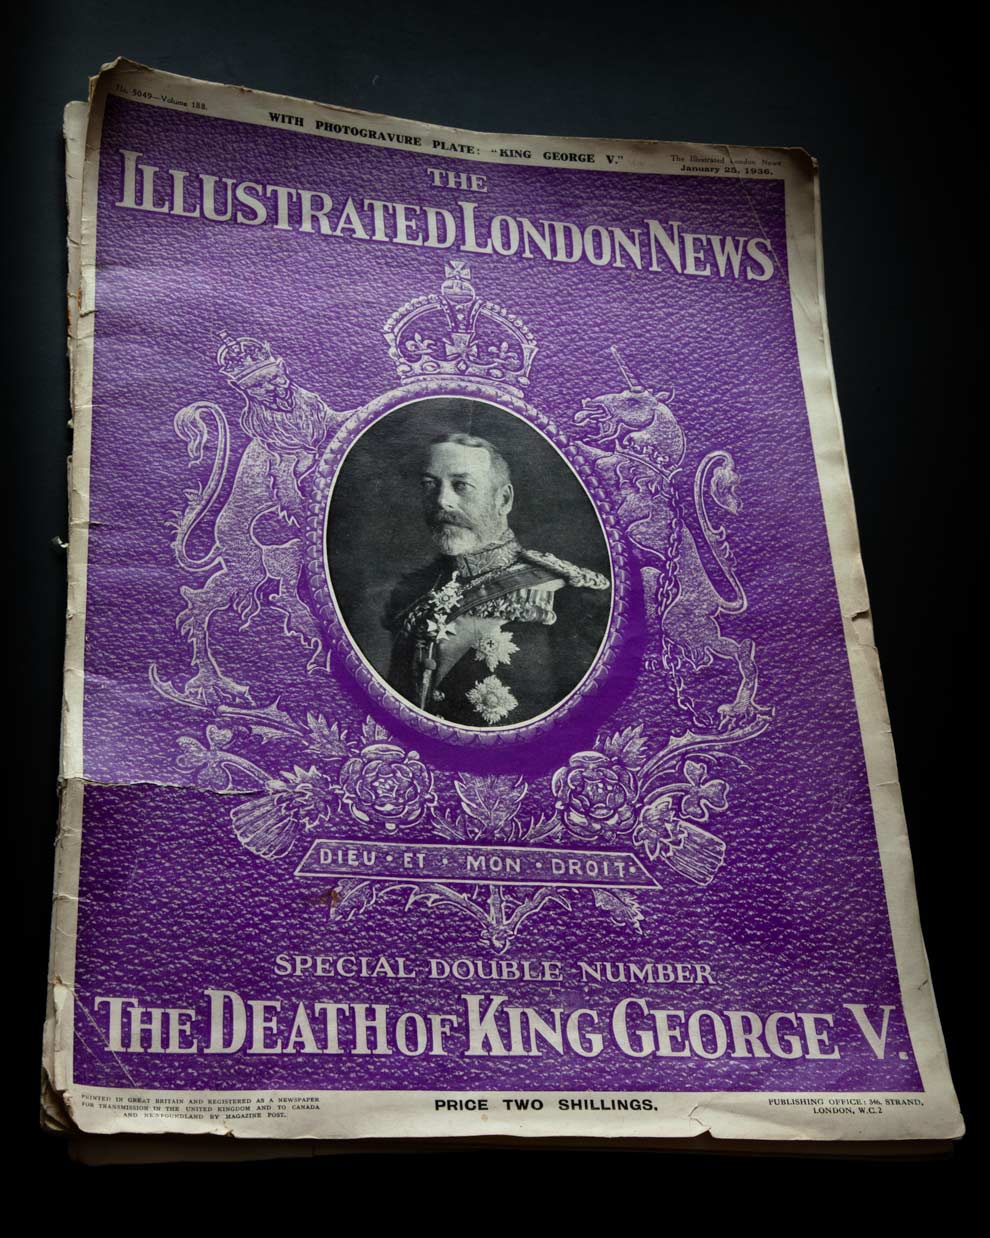 No. 5049—Volume 188.
WITH PHOTOGRAVURE PLATE: "KING GEORGE V."
The Illustrated London News,
January 25, 1936.
THE
ILLUSTRATED LONDON NEWS
DIEU · ET · MON · DROIT·
SPECIAL DOUBLE NUMBER
THE DEATH OF KING GEORGE V.
PRINTED IN GREAT BRITAIN AND REGISTERED AS A NEWSPAPER
FOR TRANSMISSION IN THE UNITED KINGDOM AND TO CANADA
AND NEWFOUNDLAND BY MAGAZINE POST.
PRICE TWO SHILLINGS.
PUBLISHING OFFICE: 346, STRAND,
LONDON, W.C.2